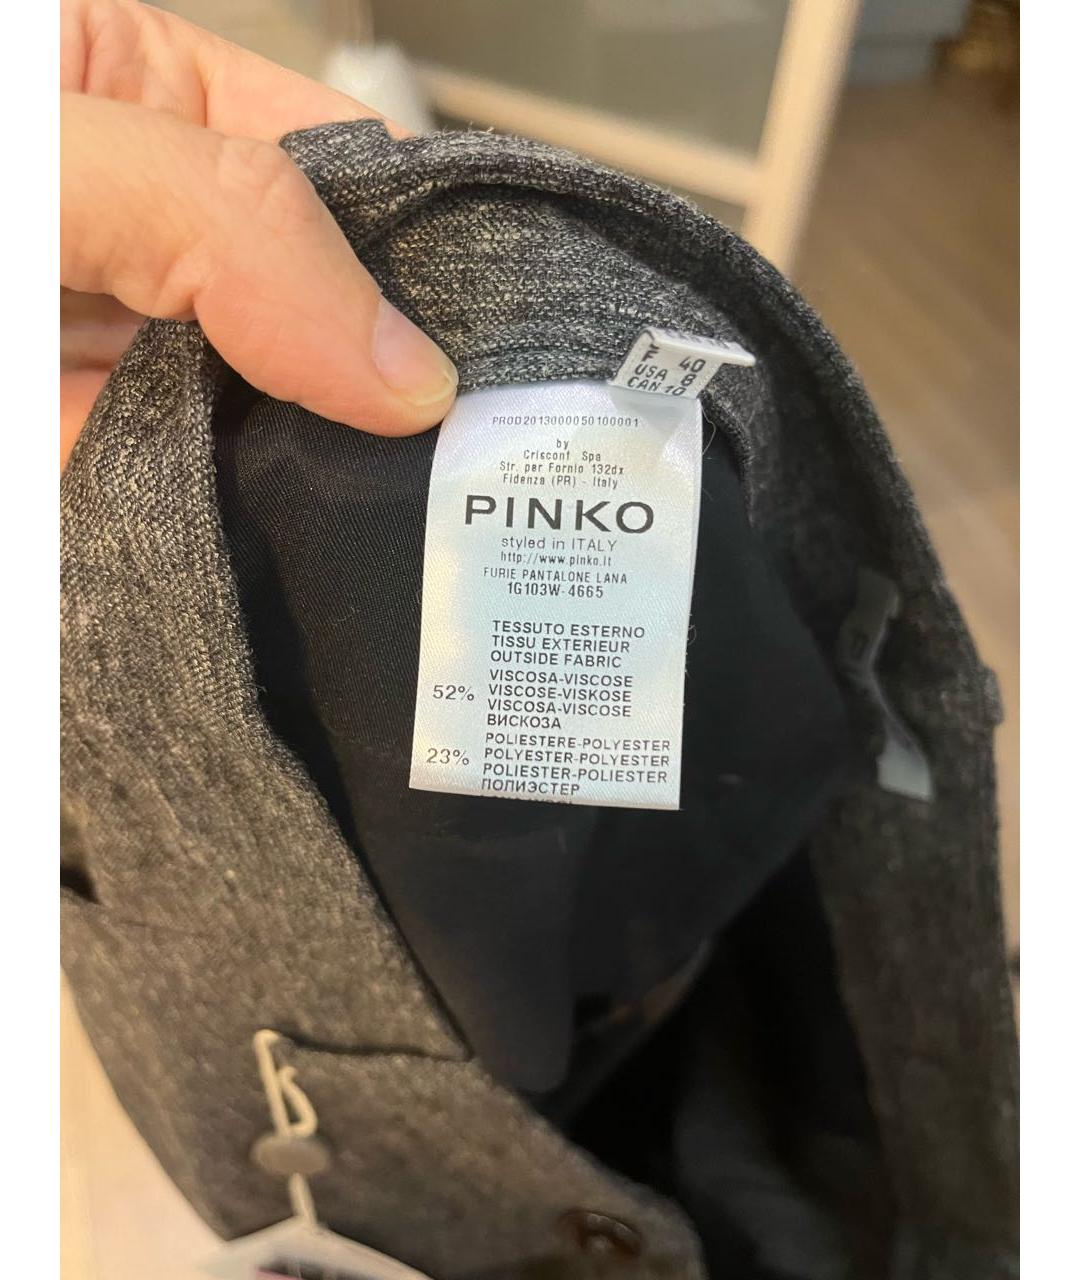 F 40
USA 8
CAN 10
PROD2013000050100001
by
Crisconf Spa
Str. per Fornio 132dx
Fidenza (PR) - Italy
PINKO
styled in ITALY
http://www.pinko.it
FURIE PANTALONE LANA
1G103W-4665
TESSUTO ESTERNO
TISSU EXTERIEUR
OUTSIDE FABRIC
VISCOSA-VISCOSE
52% VISCOSE-VISKOSE
VISCOSA-VISCOSE
ВИСКОЗА
POLIESTERE-POLYESTER
23% POLYESTER-POLYESTER
POLIESTER-POLIESTER
ПОЛИЭСТЕР